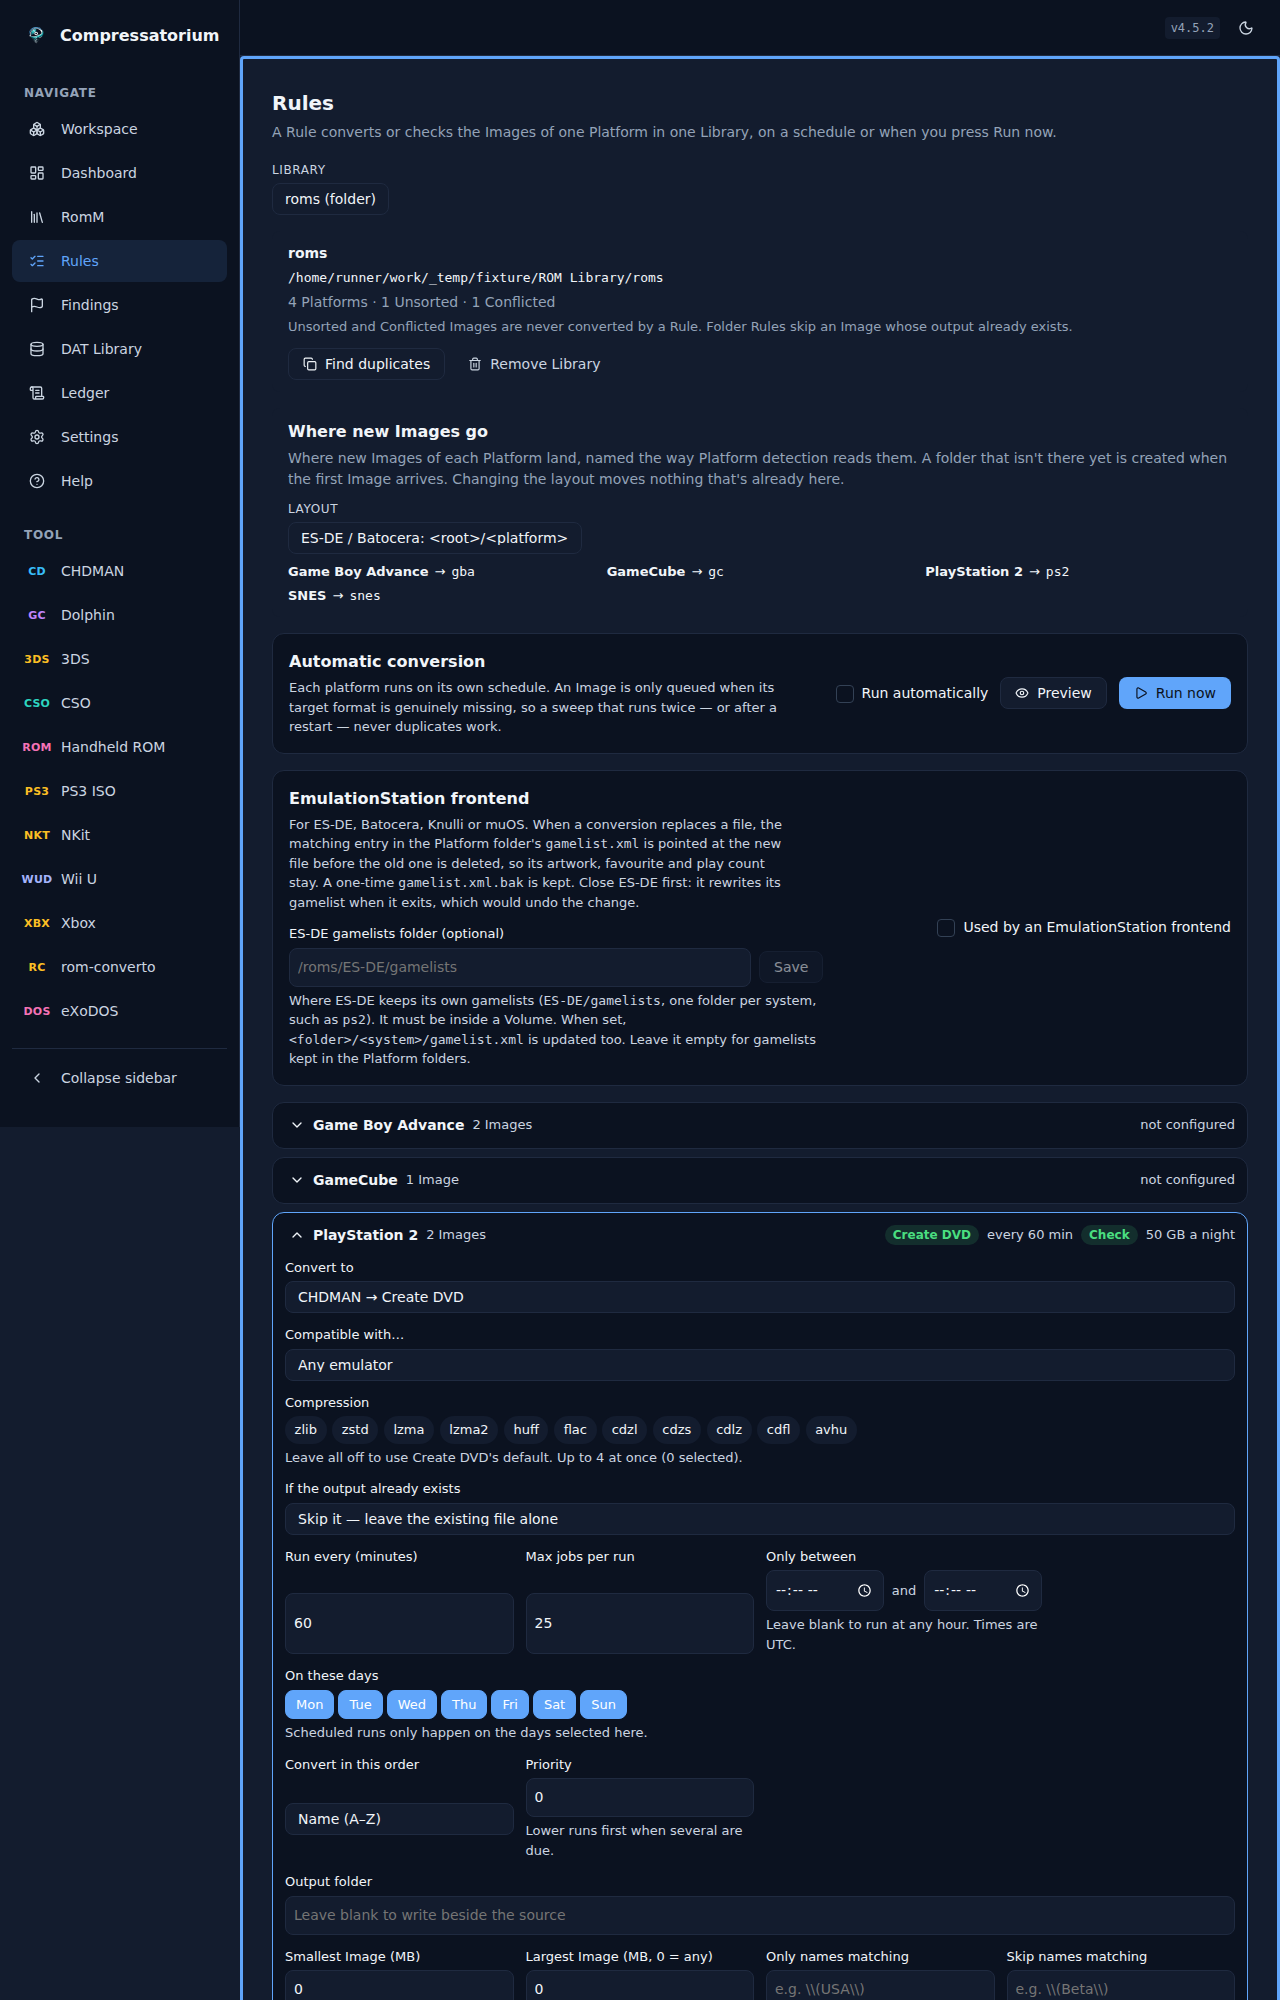 Compressatorium
v4.5.2
NAVIGATE
Workspace
Dashboard
RomM
Rules
Findings
DAT Library
Ledger
Settings
Help
TOOL
CD CHDMAN
GC Dolphin
3DS 3DS
CSO CSO
ROM Handheld ROM
PS3 PS3 ISO
NKT NKit
WUD Wii U
XBX Xbox
RC rom-converto
DOS eXoDOS
Collapse sidebar
Rules
A Rule converts or checks the Images of one Platform in one Library, on a schedule or when you press Run now.
LIBRARY
roms (folder)
roms
/home/runner/work/_temp/fixture/ROM Library/roms
4 Platforms · 1 Unsorted · 1 Conflicted
Unsorted and Conflicted Images are never converted by a Rule. Folder Rules skip an Image whose output already exists.
Find duplicates
Remove Library
Where new Images go
Where new Images of each Platform land, named the way Platform detection reads them. A folder that isn't there yet is created when
the first Image arrives. Changing the layout moves nothing that's already here.
LAYOUT
ES-DE / Batocera: <root>/<platform>
Game Boy Advance → gba
GameCube → gc
PlayStation 2 → ps2
SNES → snes
Automatic conversion
Each platform runs on its own schedule. An Image is only queued when its
target format is genuinely missing, so a sweep that runs twice — or after a
restart — never duplicates work.
Run automatically
Preview
Run now
EmulationStation frontend
For ES-DE, Batocera, Knulli or muOS. When a conversion replaces a file, the
matching entry in the Platform folder's gamelist.xml is pointed at the new
file before the old one is deleted, so its artwork, favourite and play count
stay. A one-time gamelist.xml.bak is kept. Close ES-DE first: it rewrites its
gamelist when it exits, which would undo the change.
Used by an EmulationStation frontend
ES-DE gamelists folder (optional)
/roms/ES-DE/gamelists
Save
Where ES-DE keeps its own gamelists (ES-DE/gamelists, one folder per system,
such as ps2). It must be inside a Volume. When set,
<folder>/<system>/gamelist.xml is updated too. Leave it empty for gamelists
kept in the Platform folders.
Game Boy Advance 2 Images
not configured
GameCube 1 Image
not configured
PlayStation 2 2 Images
Create DVD every 60 min Check 50 GB a night
Convert to
CHDMAN → Create DVD
Compatible with…
Any emulator
Compression
zlib zstd lzma lzma2 huff flac cdzl cdzs cdlz cdfl avhu
Leave all off to use Create DVD's default. Up to 4 at once (0 selected).
If the output already exists
Skip it — leave the existing file alone
Run every (minutes)
60
Max jobs per run
25
Only between
--:-- -- and --:-- --
Leave blank to run at any hour. Times are
UTC.
On these days
Mon Tue Wed Thu Fri Sat Sun
Scheduled runs only happen on the days selected here.
Convert in this order
Name (A–Z)
Priority
0
Lower runs first when several are
due.
Output folder
Leave blank to write beside the source
Smallest Image (MB)
0
Largest Image (MB, 0 = any)
0
Only names matching
e.g. \\(USA\\)
Skip names matching
e.g. \\(Beta\\)